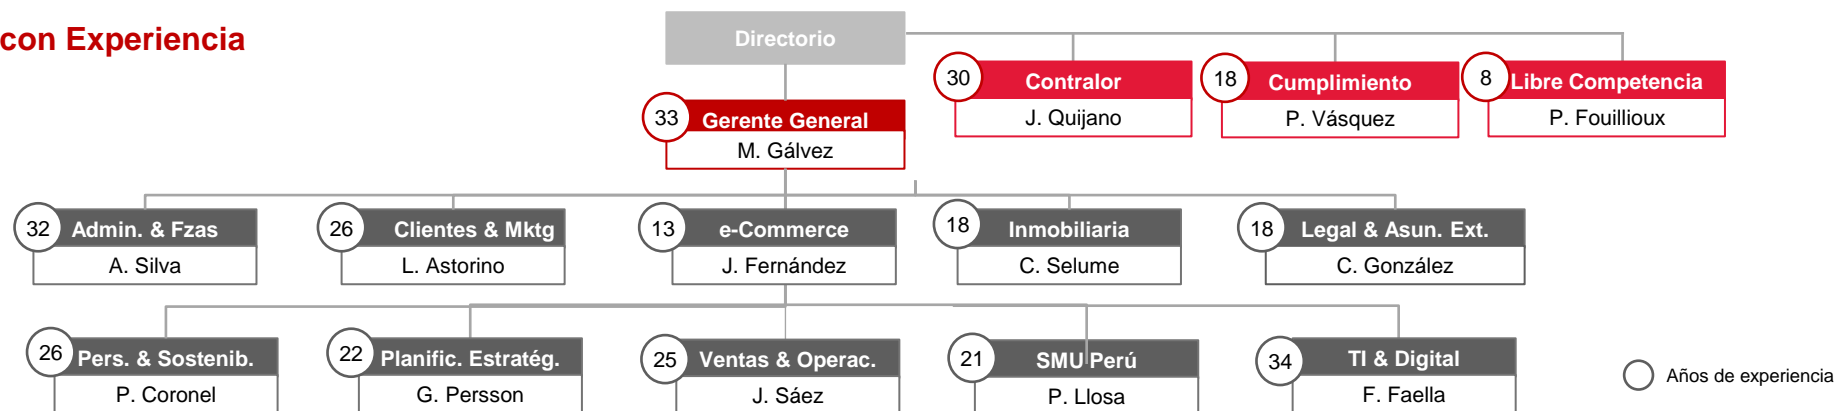 con Experiencia
Directorio
30 Contralor
J. Quijano
18 Cumplimiento
P. Vásquez
8 Libre Competencia
P. Fouillioux
33 Gerente General
M. Gálvez
32 Admin. & Fzas
A. Silva
26 Clientes & Mktg
L. Astorino
13 e-Commerce
J. Fernández
18 Inmobiliaria
C. Selume
18 Legal & Asun. Ext.
C. González
26 Pers. & Sostenib.
P. Coronel
22 Planific. Estratég.
G. Persson
25 Ventas & Operac.
J. Sáez
21 SMU Perú
P. Llosa
34 TI & Digital
F. Faella
Años de experiencia